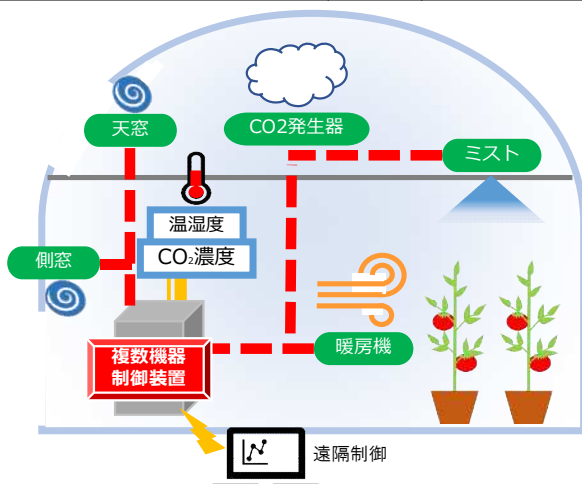 天窓
CO2発生器
ミスト
温湿度
CO₂濃度
側窓
複数機器
制御装置
暖房機
遠隔制御